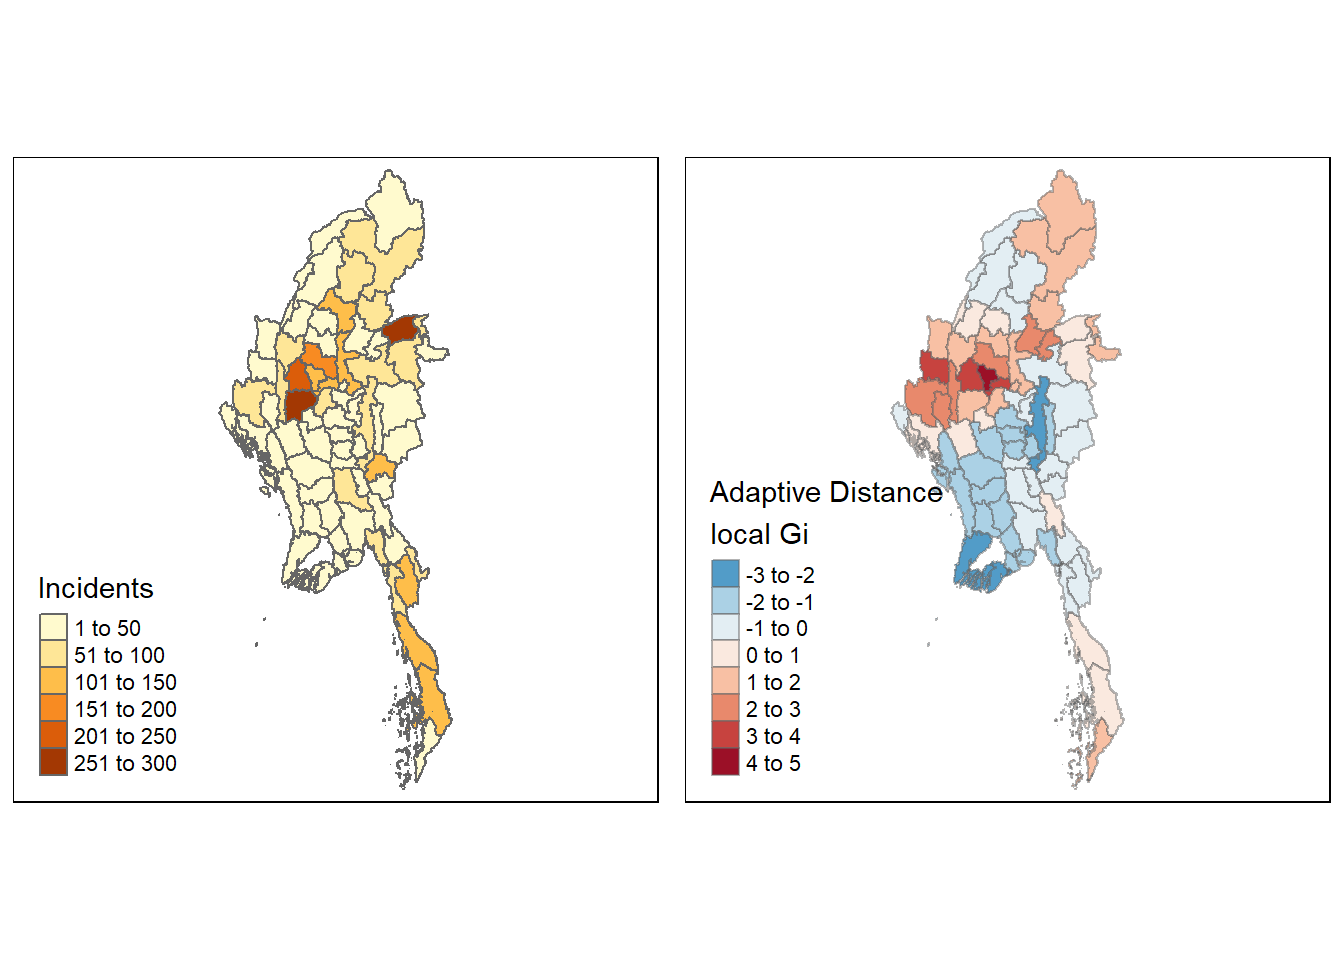 Incidents
1 to 50
51 to 100
101 to 150
151 to 200
201 to 250
251 to 300
Adaptive Distance
local Gi
-3 to -2
-2 to -1
-1 to 0
0 to 1
1 to 2
2 to 3
3 to 4
4 to 5